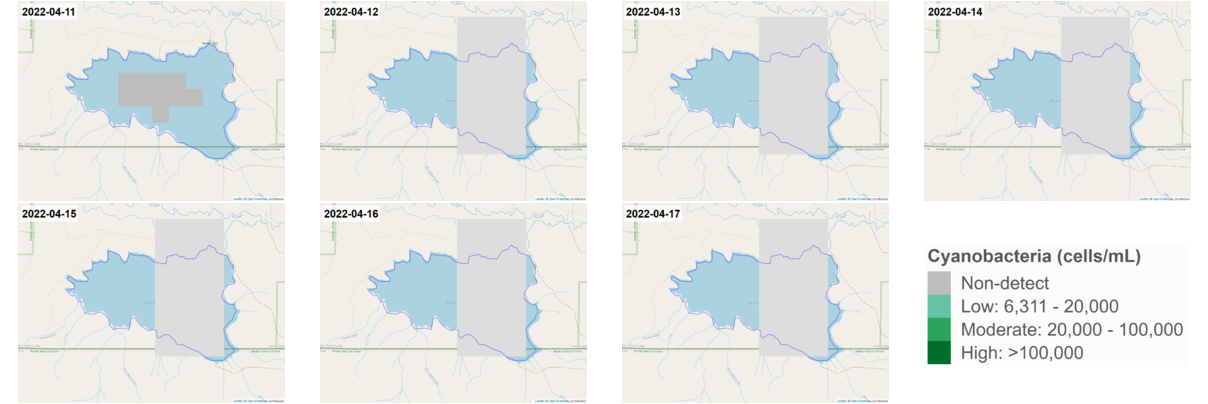 2022-04-11
2022-04-12
2022-04-13
2022-04-14
2022-04-15
2022-04-16
2022-04-17
Cyanobacteria (cells/mL)
Non-detect
Low: 6,311 - 20,000
Moderate: 20,000 - 100,000
High: >100,000